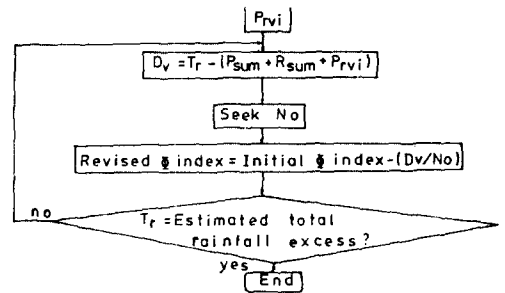 Prvi
Dv = Tr - (Psum + Rsum + Prvi)
Seek No
Revised Φ index = Initial Φ index - (Dv/No)
no
Tr = Estimated total
rainfall excess?
yes
End